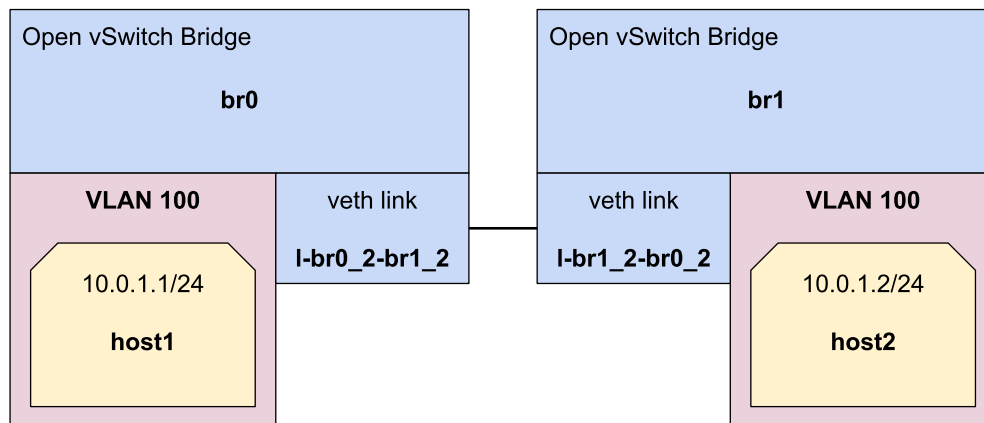 Open vSwitch Bridge
br0
VLAN 100
10.0.1.1/24
host1
veth link
l-br0_2-br1_2
Open vSwitch Bridge
br1
veth link
l-br1_2-br0_2
VLAN 100
10.0.1.2/24
host2